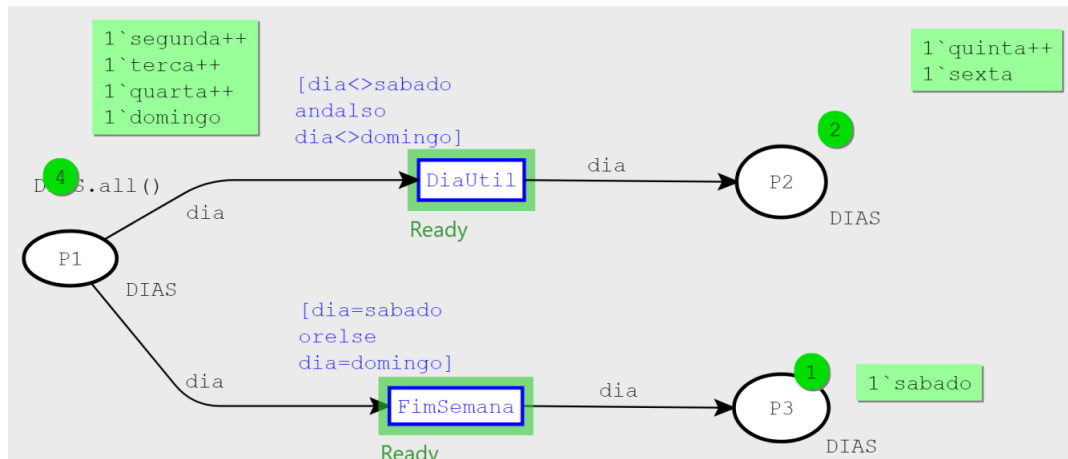 1`segunda++
1`terca++
1`quarta++
1`domingo
[dia<>sabado
andalso
dia<>domingo]
1`quinta++
1`sexta
4
.all()
dia
DiaUtil
Ready
dia
2
P2
DIAS
P1
DIAS
[dia=sabado
orelse
dia=domingo]
dia
FimSemana
Ready
dia
1
P3
DIAS
1`sabado